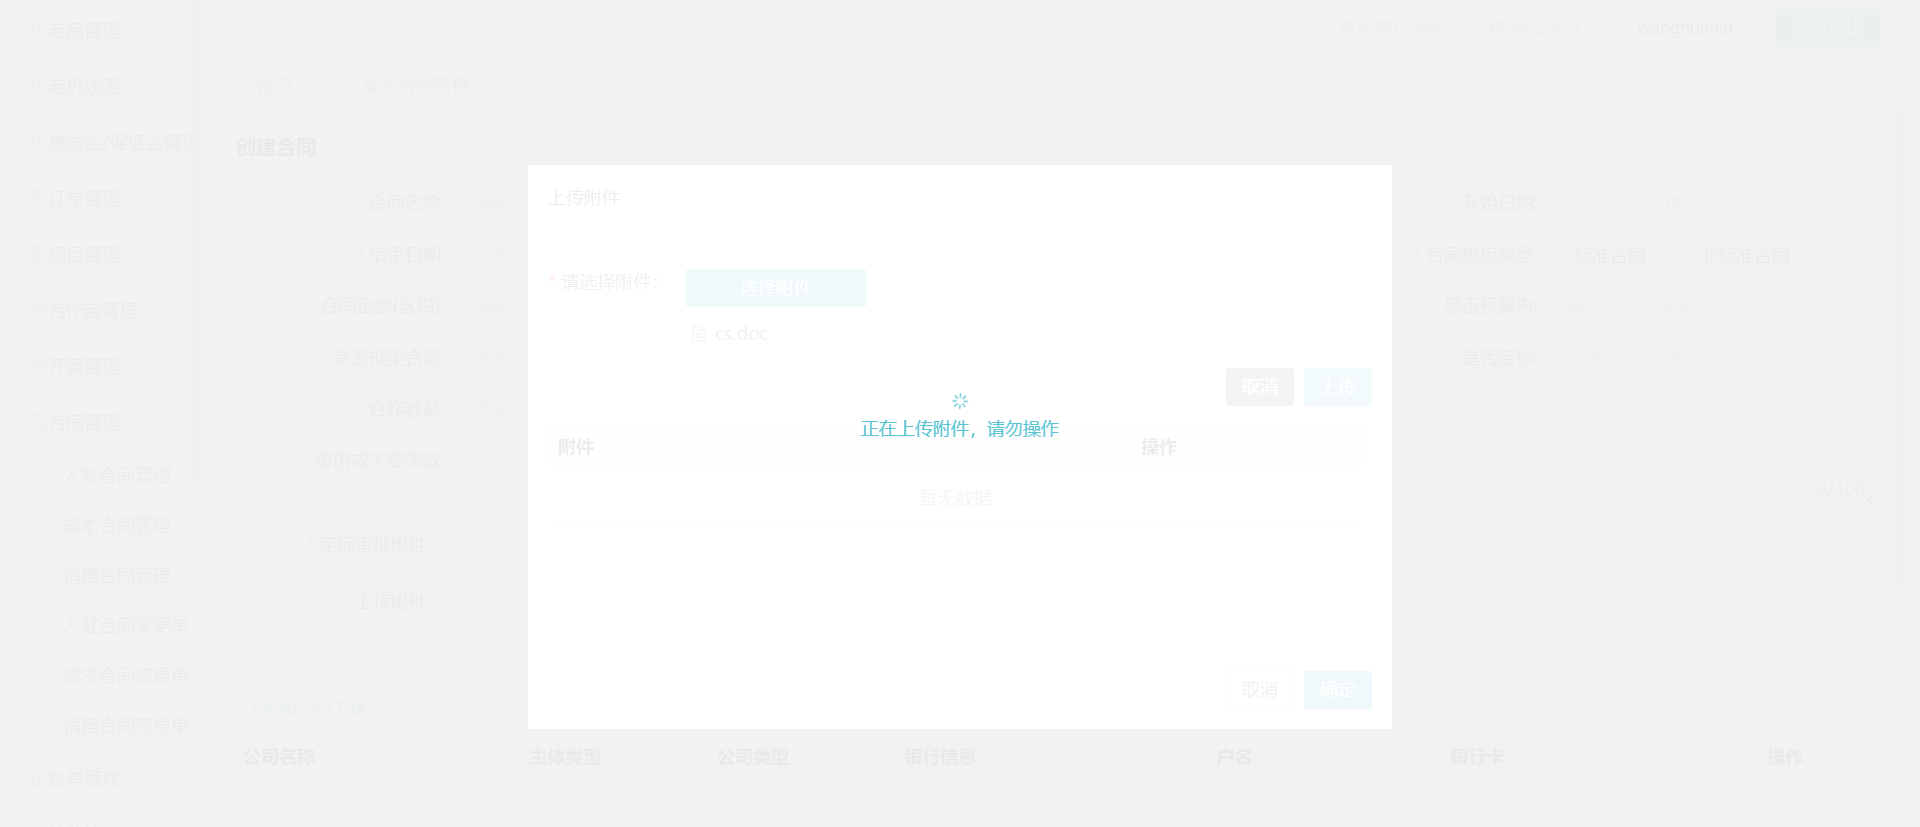 商品管理
商机线索
意向金/保证金管理
订单管理
项目管理
合作商管理
开票管理
合同管理
入驻合同管理
成本合同管理
销售合同管理
入驻合同变更单
成本合同变更单
销售合同变更单
账单管理
wanghuimin
安全退出
首页
成本合同管理
创建合同
* 合同名称:
* 开始日期:
* 结束日期:
* 合同模板类型:
标准合同
非标准合同
合同金额(含税):
是否预算内:
是否框架合同:
是否定标:
合作数量:
事由或主要条款:
0/100
* 定标审批附件:
上传附件:
上传附件
* 请选择附件:
选择附件
cs.doc
取消
上传
正在上传附件，请勿操作
附件
操作
暂无数据
取消
确定
+添加合同主体
公司名称
主体类型
公司类型
银行信息
户名
银行卡
操作